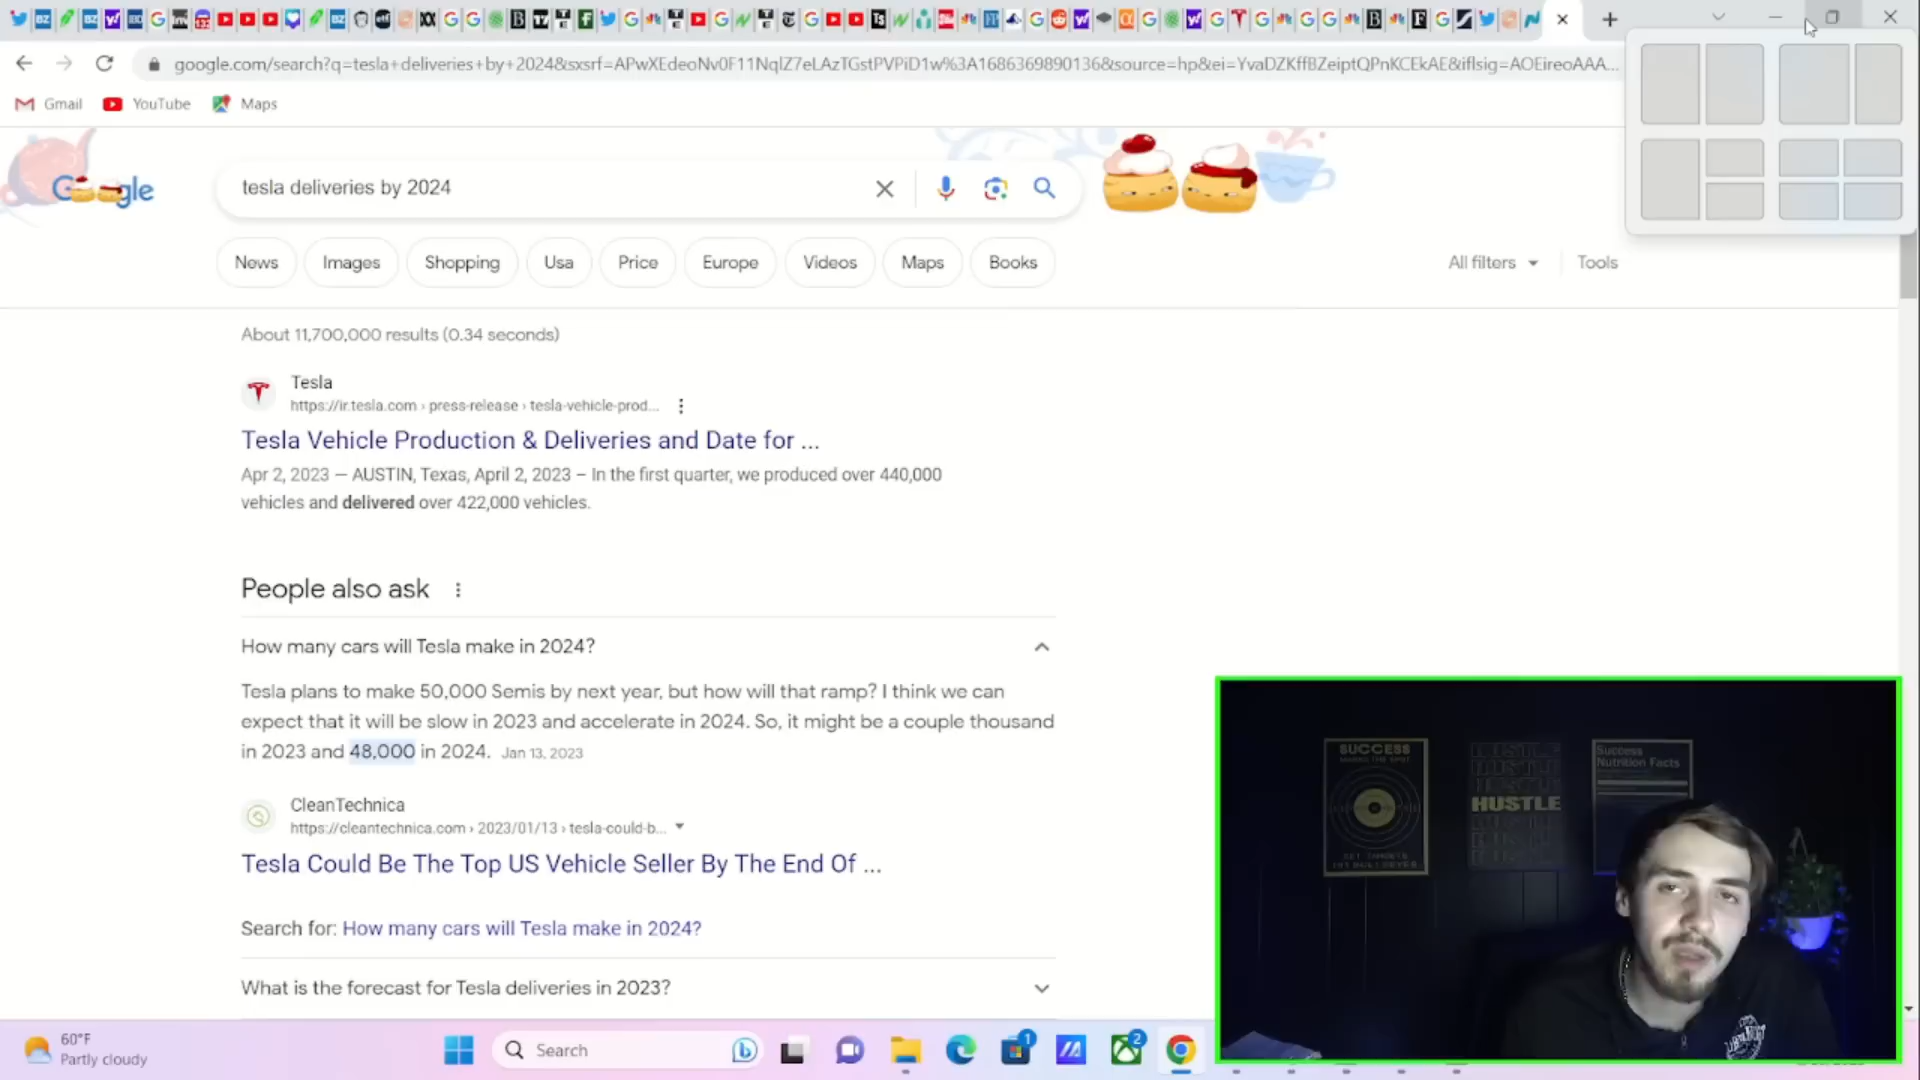 google.com/search?q=tesla+deliveries+by+2024&sxsrf=APwXEdeoNv0F11NqlZ7eLAzTGstPVPiD1w%3A1686369890136&source=hp&ei=YvaDZKffBZeiptQPnKCEkAE&iflsig=AOEireoAAA...
Gmail YouTube Maps
Google
tesla deliveries by 2024
News Images Shopping Usa Price Europe Videos Maps Books All filters Tools
About 11,700,000 results (0.34 seconds)
Tesla
https://ir.tesla.com › press-release › tesla-vehicle-prod...
Tesla Vehicle Production & Deliveries and Date for ...
Apr 2, 2023 — AUSTIN, Texas, April 2, 2023 – In the first quarter, we produced over 440,000
vehicles and delivered over 422,000 vehicles.
People also ask
How many cars will Tesla make in 2024?
Tesla plans to make 50,000 Semis by next year, but how will that ramp? I think we can
expect that it will be slow in 2023 and accelerate in 2024. So, it might be a couple thousand
in 2023 and 48,000 in 2024. Jan 13, 2023
CleanTechnica
https://cleantechnica.com › 2023/01/13 › tesla-could-b...
Tesla Could Be The Top US Vehicle Seller By The End Of ...
Search for: How many cars will Tesla make in 2024?
What is the forecast for Tesla deliveries in 2023?
SUCCESS
HUSTLE
Success
Nutrition Facts
60°F
Partly cloudy
Search
1
2